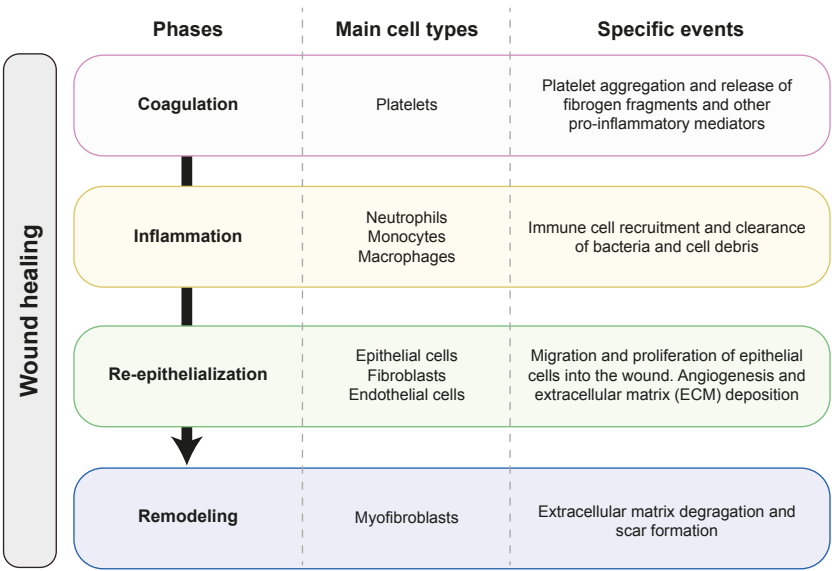 Phases
Main cell types
Specific events
Wound healing
Coagulation
Platelets
Platelet aggregation and release of
fibrogen fragments and other
pro-inflammatory mediators
Inflammation
Neutrophils
Monocytes
Macrophages
Immune cell recruitment and clearance
of bacteria and cell debris
Re-epithelialization
Epithelial cells
Fibroblasts
Endothelial cells
Migration and proliferation of epithelial
cells into the wound. Angiogenesis and
extracellular matrix (ECM) deposition
Remodeling
Myofibroblasts
Extracellular matrix degragation and
scar formation